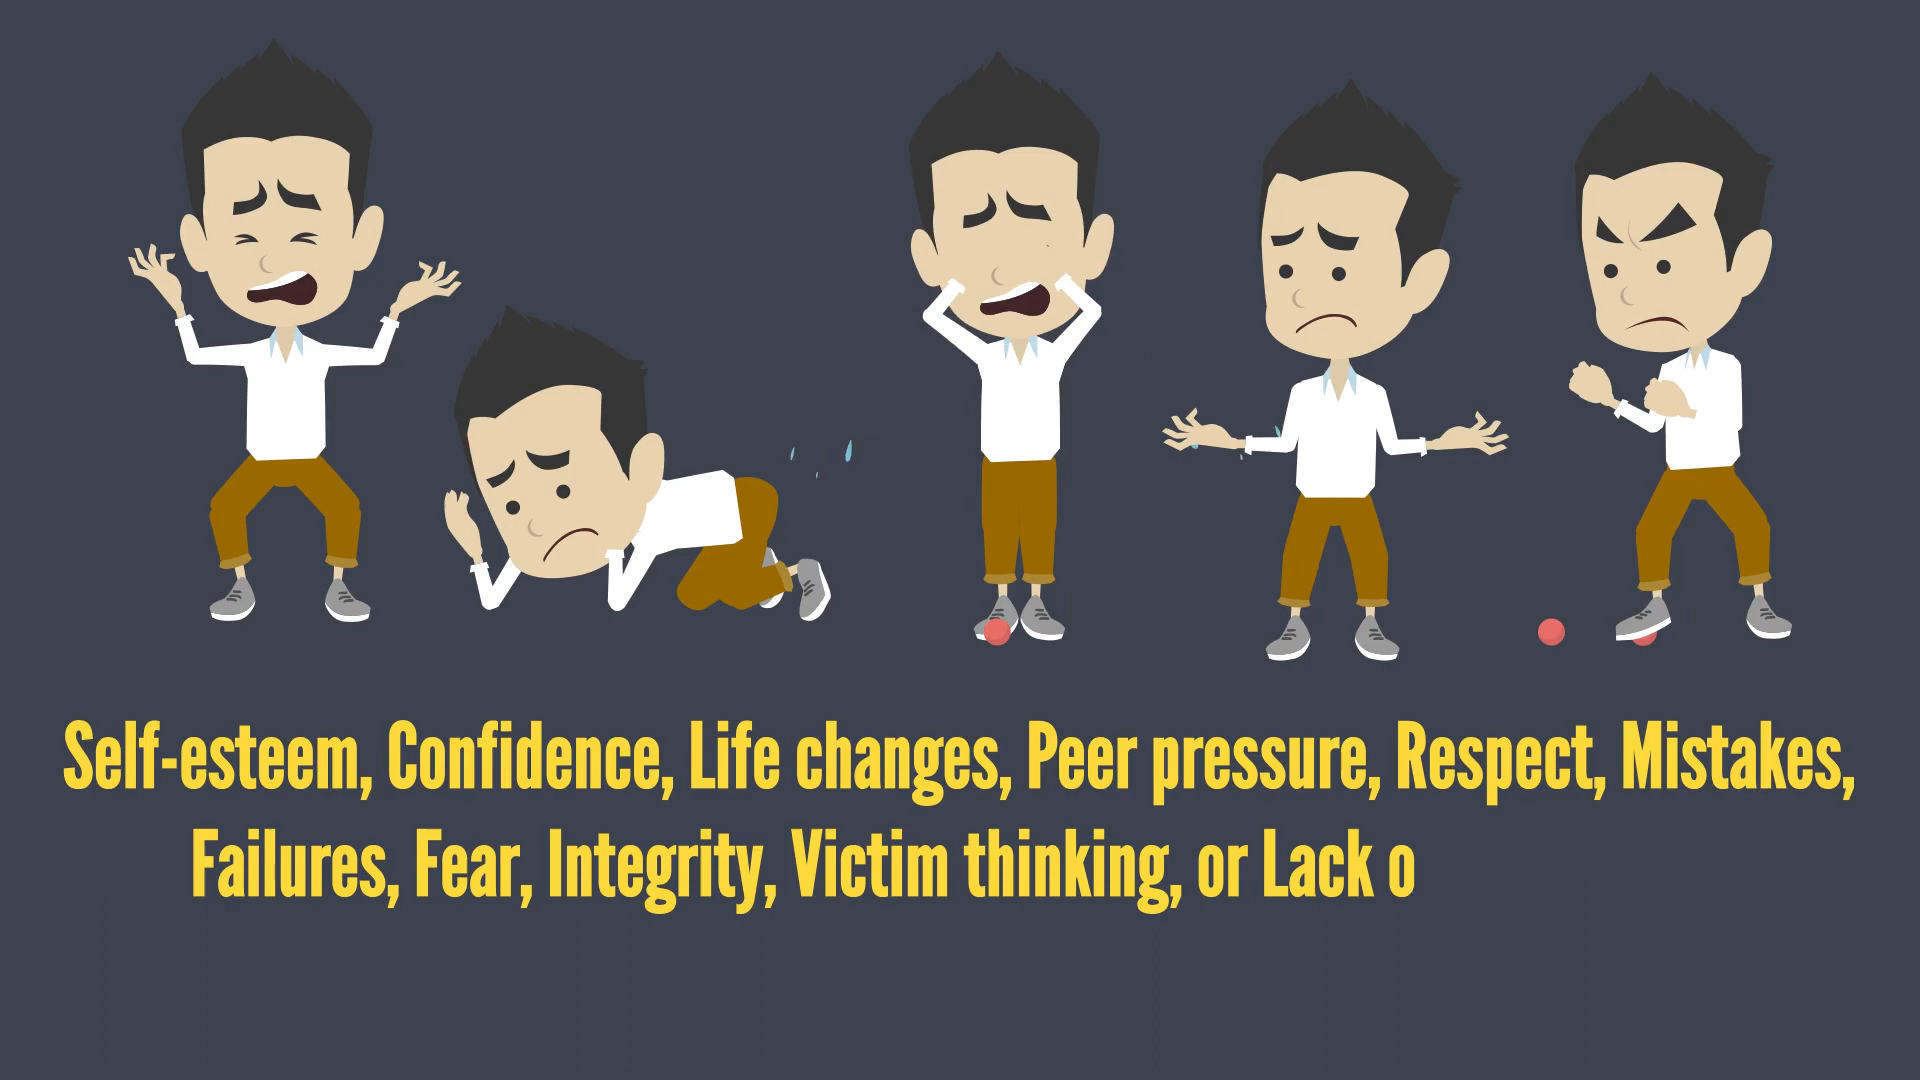 Self-esteem, Confidence, Life changes, Peer pressure, Respect, Mistakes,
Failures, Fear, Integrity, Victim thinking, or Lack o